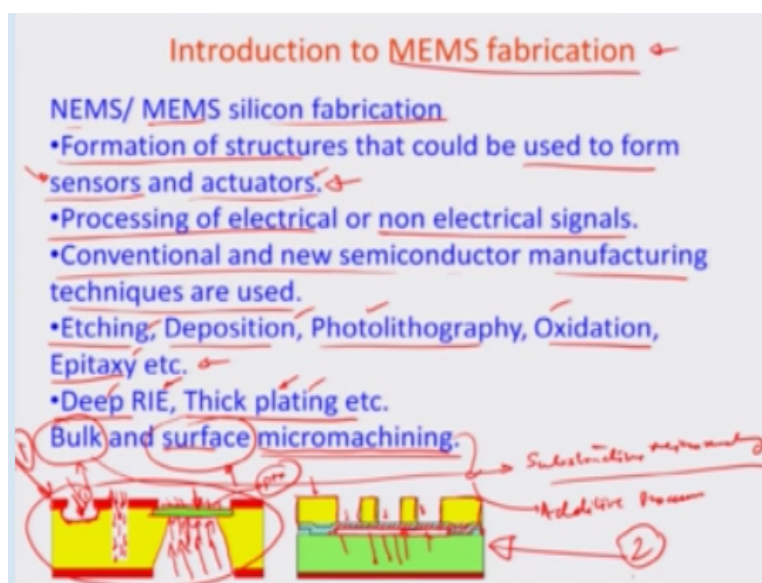 Introduction to MEMS fabrication
NEMS/ MEMS silicon fabrication
•Formation of structures that could be used to form
sensors and actuators.
•Processing of electrical or non electrical signals.
•Conventional and new semiconductor manufacturing
techniques are used.
•Etching, Deposition, Photolithography, Oxidation,
Epitaxy etc.
•Deep RIE, Thick plating etc.
Bulk and surface micromachining.
Additive Process
2